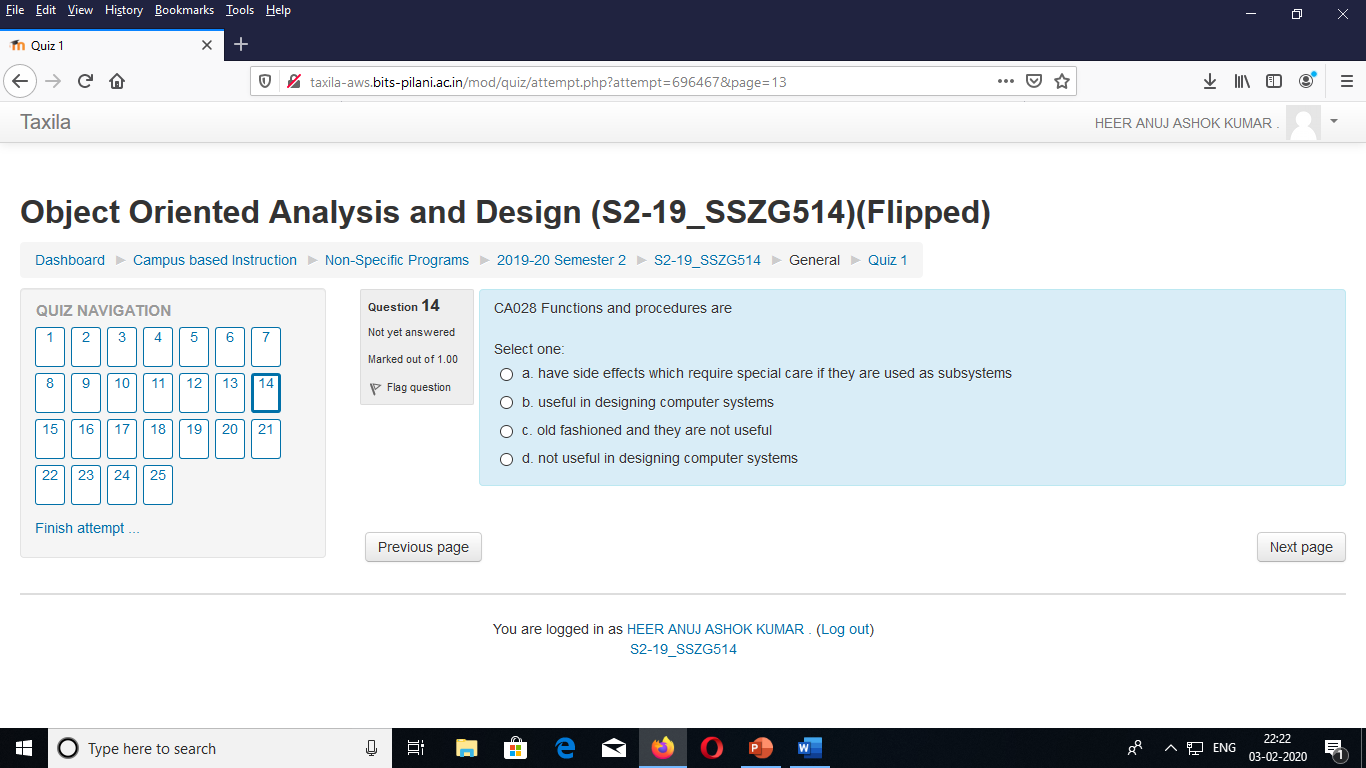 File Edit View History Bookmarks Tools Help
Quiz 1
taxila-aws.bits-pilani.ac.in/mod/quiz/attempt.php?attempt=696467&page=13
Taxila
HEER ANUJ ASHOK KUMAR .
Object Oriented Analysis and Design (S2-19_SSZG514)(Flipped)
Dashboard Campus based Instruction Non-Specific Programs 2019-20 Semester 2 S2-19_SSZG514 General Quiz 1
QUIZ NAVIGATION
1 2 3 4 5 6 7
8 9 10 11 12 13 14
15 16 17 18 19 20 21
22 23 24 25
Finish attempt ...
Question 14
Not yet answered
Marked out of 1.00
Flag question
CA028 Functions and procedures are
Select one:
a. have side effects which require special care if they are used as subsystems
b. useful in designing computer systems
c. old fashioned and they are not useful
d. not useful in designing computer systems
Previous page
Next page
You are logged in as HEER ANUJ ASHOK KUMAR . (Log out)
S2-19_SSZG514
Type here to search
ENG
22:22
03-02-2020
1